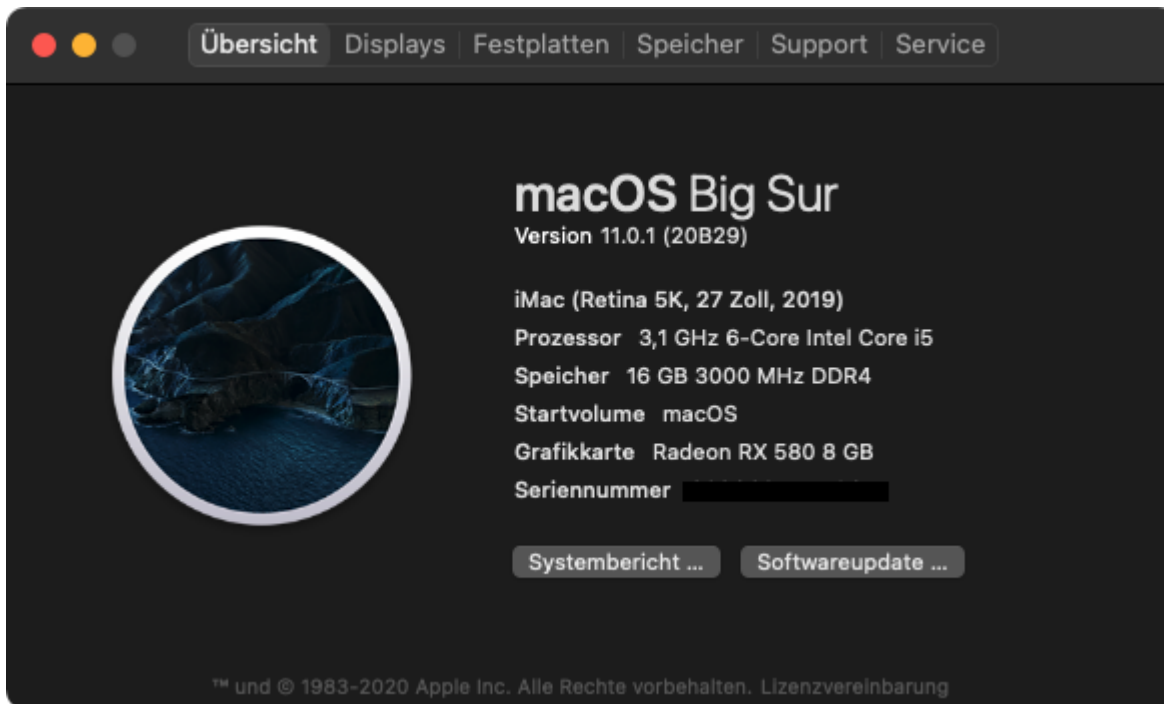 Übersicht Displays Festplatten Speicher Support Service
macOS Big Sur
Version 11.0.1 (20B29)
iMac (Retina 5K, 27 Zoll, 2019)
Prozessor 3,1 GHz 6-Core Intel Core i5
Speicher 16 GB 3000 MHz DDR4
Startvolume macOS
Grafikkarte Radeon RX 580 8 GB
Seriennummer
Systembericht ... Softwareupdate ...
™ und © 1983-2020 Apple Inc. Alle Rechte vorbehalten. Lizenzvereinbarung